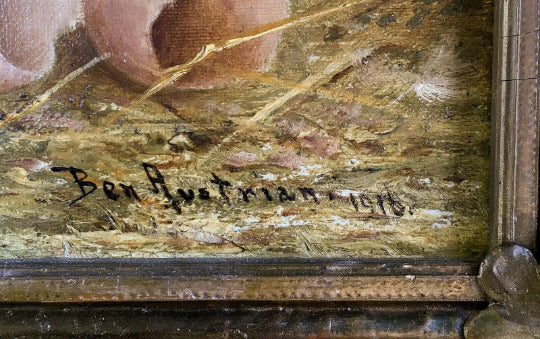 Ben Austrian. 1916.